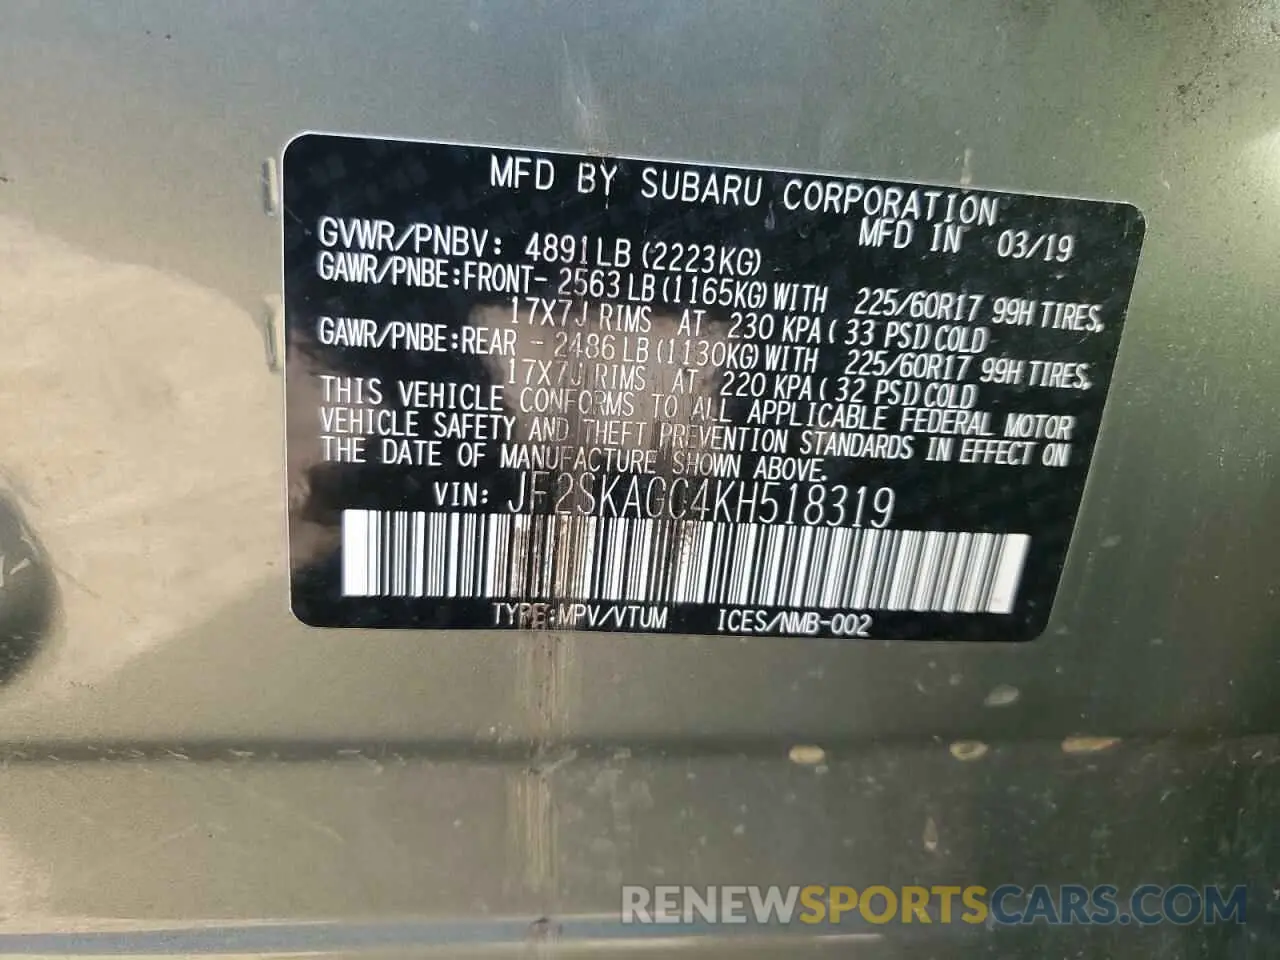 MFD BY SUBARU CORPORATION
MFD IN 03/19
GVWR/PNBV: 4891LB (2223KG)
GAWR/PNBE:FRONT- 2563 LB (1165KG) WITH 225/60R17 99H TIRES,
17X7J RIMS AT 230 KPA (33 PSI) COLD
GAWR/PNBE:REAR - 2486 LB (1130KG) WITH 225/60R17 99H TIRES,
17X7J RIMS AT 220 KPA (32 PSI) COLD
THIS VEHICLE CONFORMS TO ALL APPLICABLE FEDERAL MOTOR
VEHICLE SAFETY AND THEFT PREVENTION STANDARDS IN EFFECT ON
THE DATE OF MANUFACTURE SHOWN ABOVE.
VIN: JF2SKAGC4KH518319
TYPE:MPV/VTUM ICES/NMB-002
RENEWSPORTSCARS.COM